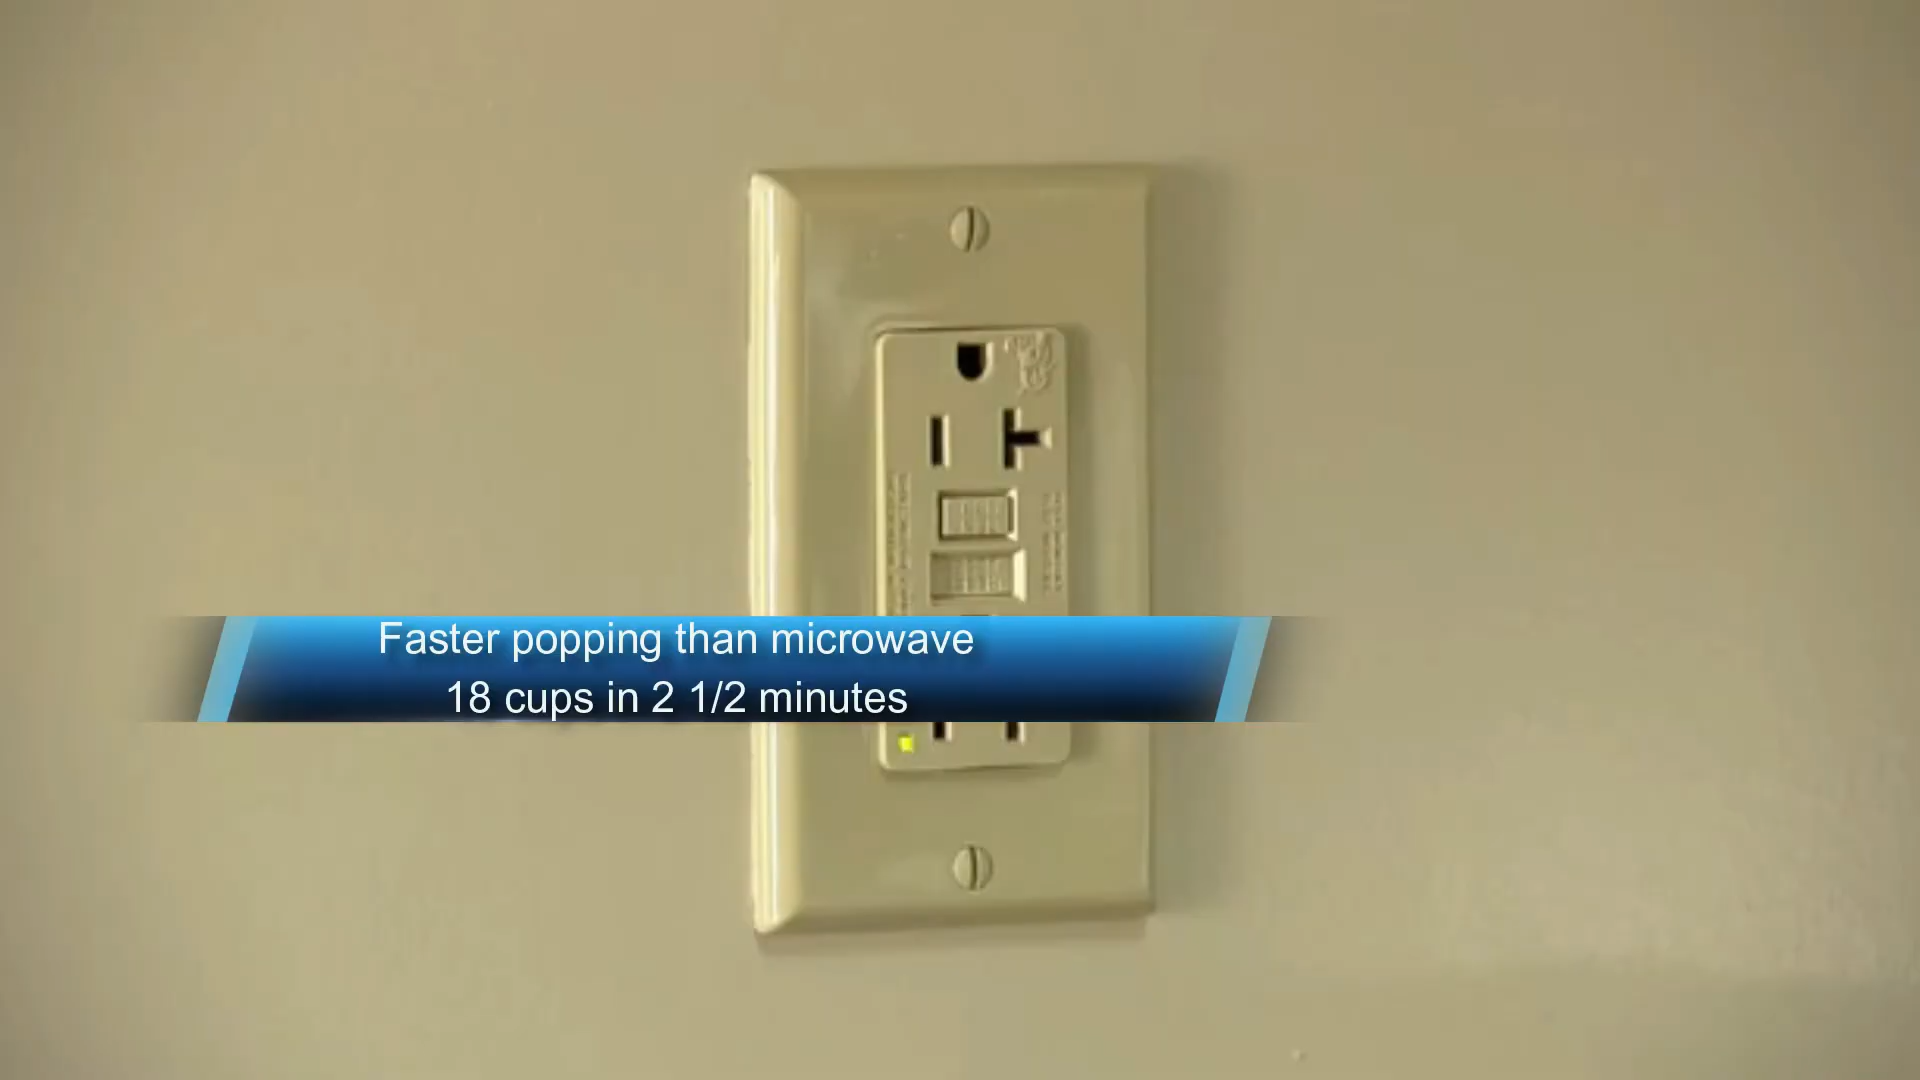 Faster popping than microwave
18 cups in 2 1/2 minutes